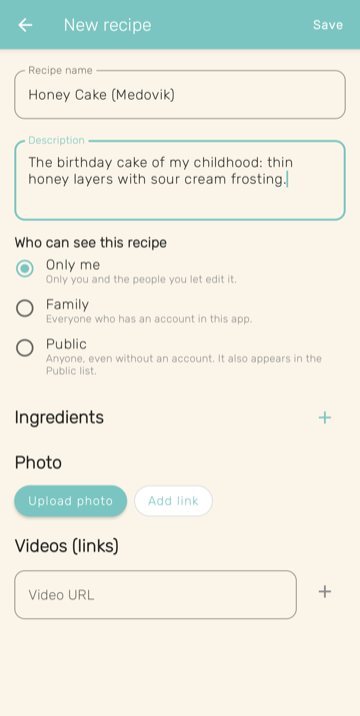 New recipe
Save
Recipe name
Honey Cake (Medovik)
Description
The birthday cake of my childhood: thin
honey layers with sour cream frosting.
Who can see this recipe
Only me
Only you and the people you let edit it.
Family
Everyone who has an account in this app.
Public
Anyone, even without an account. It also appears in the
Public list.
Ingredients
Photo
Upload photo
Add link
Videos (links)
Video URL